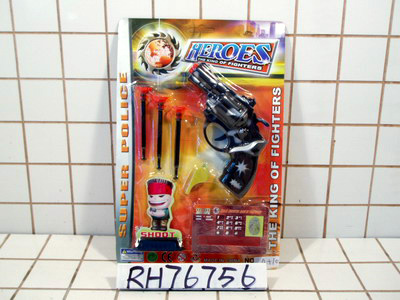 HEROES
THE KING OF FIGHTERS
SUPER POLICE
THE KING OF FIGHTERS
SHOOT
RH76756